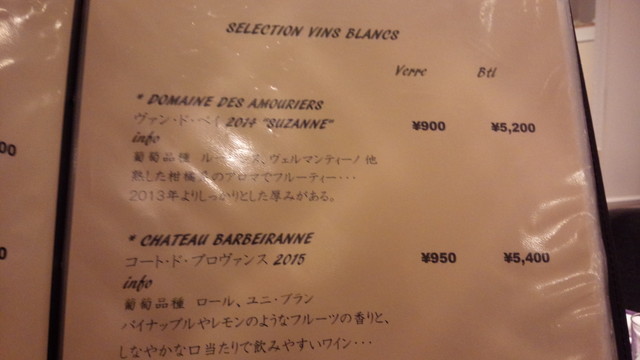 SELECTION VINS BLANCS
Verre Btl
* DOMAINE DES AMOURIERS
ヴァン・ド・ペイ 2014 "SUZANNE" ¥900 ¥5,200
info
葡萄品種 ルーサンヌ、ヴェルマンティーノ他
熟した柑橘系のアロマでフルーティー・・・
2013年よりしっかりとした厚みがある。
* CHATEAU BARBEIRANNE
コート・ド・プロヴァンス 2015 ¥950 ¥5,400
info
葡萄品種 ロール、ユニ・ブラン
パイナップルやレモンのようなフルーツの香りと、
しなやかな口当たりで飲みやすいワイン・・・